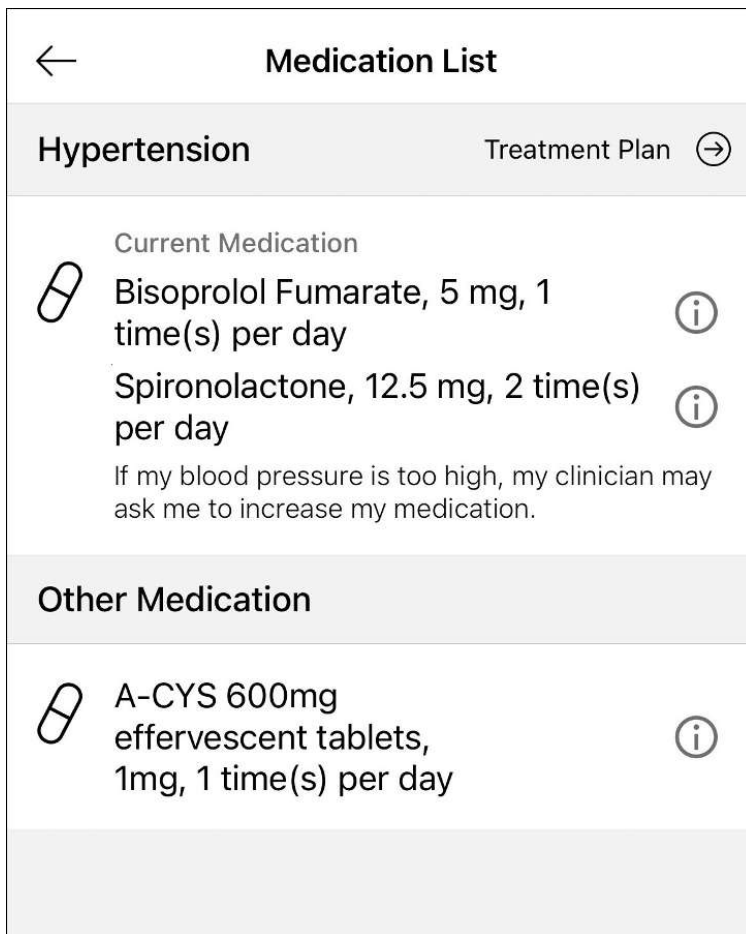 Medication List
Hypertension
Treatment Plan
Current Medication
Bisoprolol Fumarate, 5 mg, 1
time(s) per day
Spironolactone, 12.5 mg, 2 time(s)
per day
If my blood pressure is too high, my clinician may
ask me to increase my medication.
Other Medication
A-CYS 600mg
effervescent tablets,
1mg, 1 time(s) per day